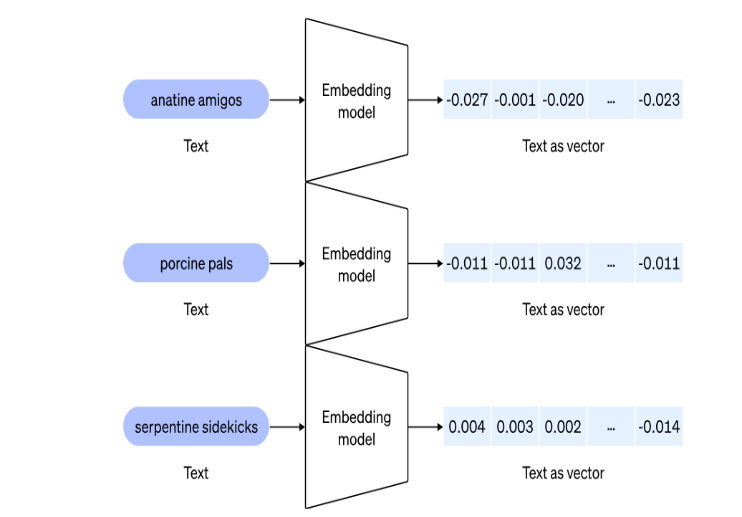 anatine amigos
Embedding model
-0.027 -0.001 -0.020 ... -0.023
Text
Text as vector
porcine pals
Embedding model
-0.011 -0.011 0.032 ... -0.011
Text
Text as vector
serpentine sidekicks
Embedding model
0.004 0.003 0.002 ... -0.014
Text
Text as vector